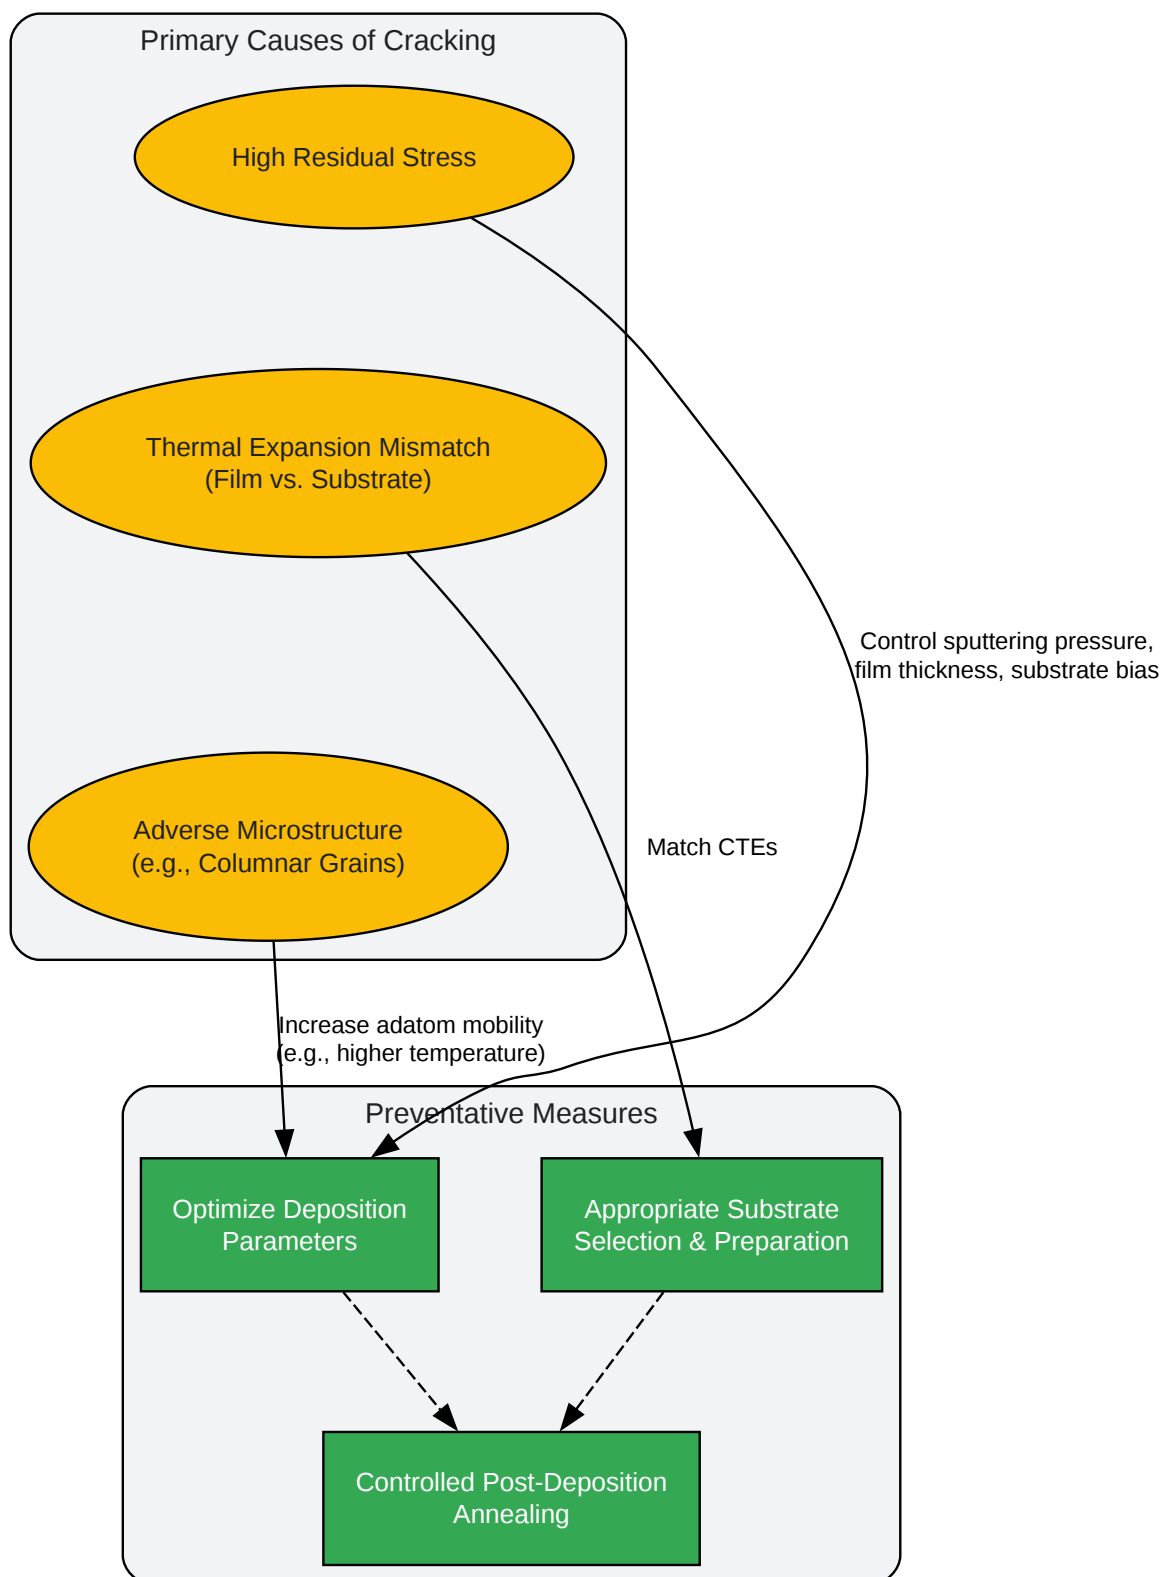 Primary Causes of Cracking
High Residual Stress
Thermal Expansion Mismatch
(Film vs. Substrate)
Control sputtering pressure,
film thickness, substrate bias
Adverse Microstructure
(e.g., Columnar Grains)
Match CTEs
Increase adatom mobility
(e.g., higher temperature)
Preventative Measures
Optimize Deposition
Parameters
Appropriate Substrate
Selection & Preparation
Controlled Post-Deposition
Annealing